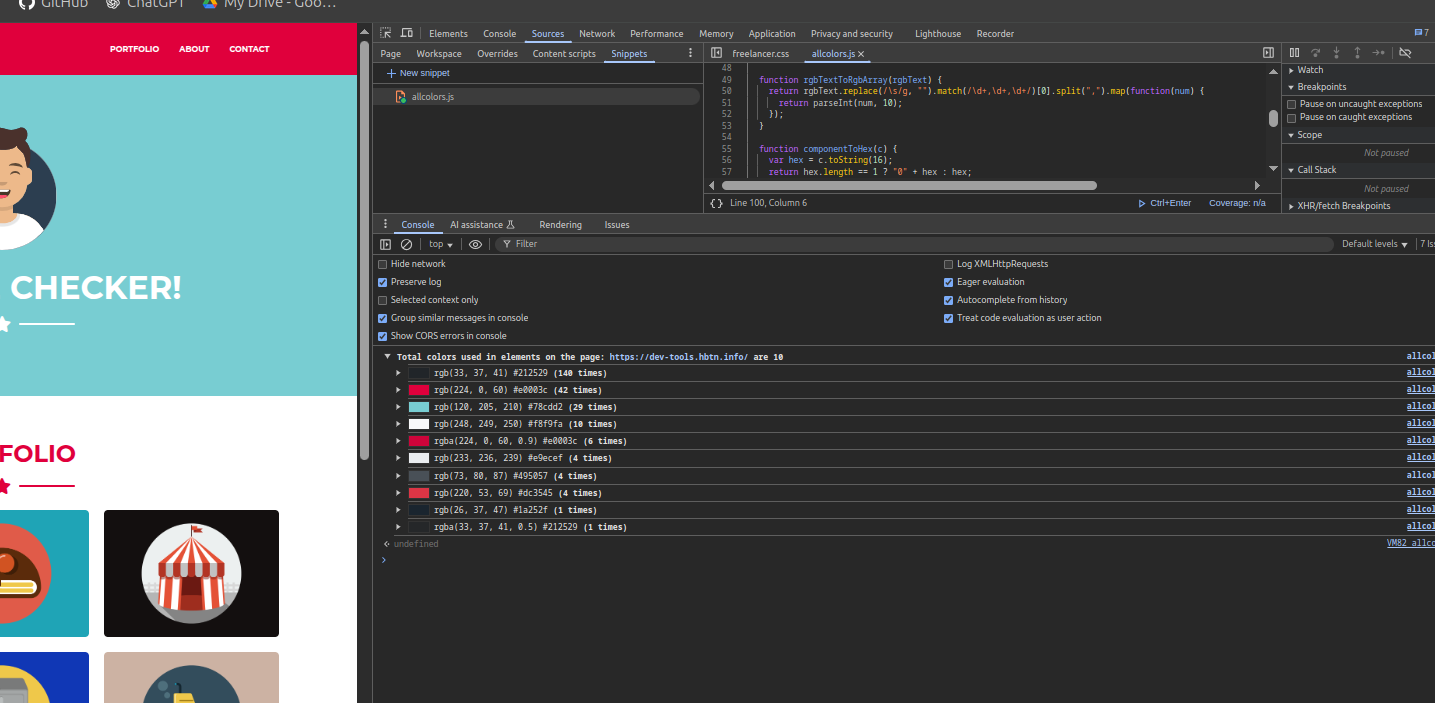 GitHub ChatGPT My Drive - Goo...
PORTFOLIO ABOUT CONTACT
CHECKER!
FOLIO
Elements Console Sources Network Performance Memory Application Privacy and security Lighthouse Recorder 7
Page Workspace Overrides Content scripts Snippets
+ New snippet
allcolors.js
freelancer.css allcolors.js ×
48
49 function rgbTextToRgbArray(rgbText) {
50 return rgbText.replace(/\s/g, "").match(/\d+,\d+,\d+/)[0].split(",").map(function(num) {
51 return parseInt(num, 10);
52 });
53 }
54
55 function componentToHex(c) {
56 var hex = c.toString(16);
57 return hex.length == 1 ? "0" + hex : hex;
{} Line 100, Column 6 Ctrl+Enter Coverage: n/a
Watch
Breakpoints
Pause on uncaught exceptions
Pause on caught exceptions
Scope
Not paused
Call Stack
Not paused
XHR/fetch Breakpoints
Console AI assistance Rendering Issues
top Filter Default levels 7 Iss
Hide network Log XMLHttpRequests
Preserve log Eager evaluation
Selected context only Autocomplete from history
Group similar messages in console Treat code evaluation as user action
Show CORS errors in console
Total colors used in elements on the page: https://dev-tools.hbtn.info/ are 10 allcol
rgb(33, 37, 41) #212529 (140 times) allcol
rgb(224, 0, 60) #e0003c (42 times) allcol
rgb(120, 205, 210) #78cdd2 (29 times) allcol
rgb(248, 249, 250) #f8f9fa (10 times) allcol
rgba(224, 0, 60, 0.9) #e0003c (6 times) allcol
rgb(233, 236, 239) #e9ecef (4 times) allcol
rgb(73, 80, 87) #495057 (4 times) allcol
rgb(220, 53, 69) #dc3545 (4 times) allcol
rgb(26, 37, 47) #1a252f (1 times) allcol
rgba(33, 37, 41, 0.5) #212529 (1 times) allcol
undefined VM82 allco